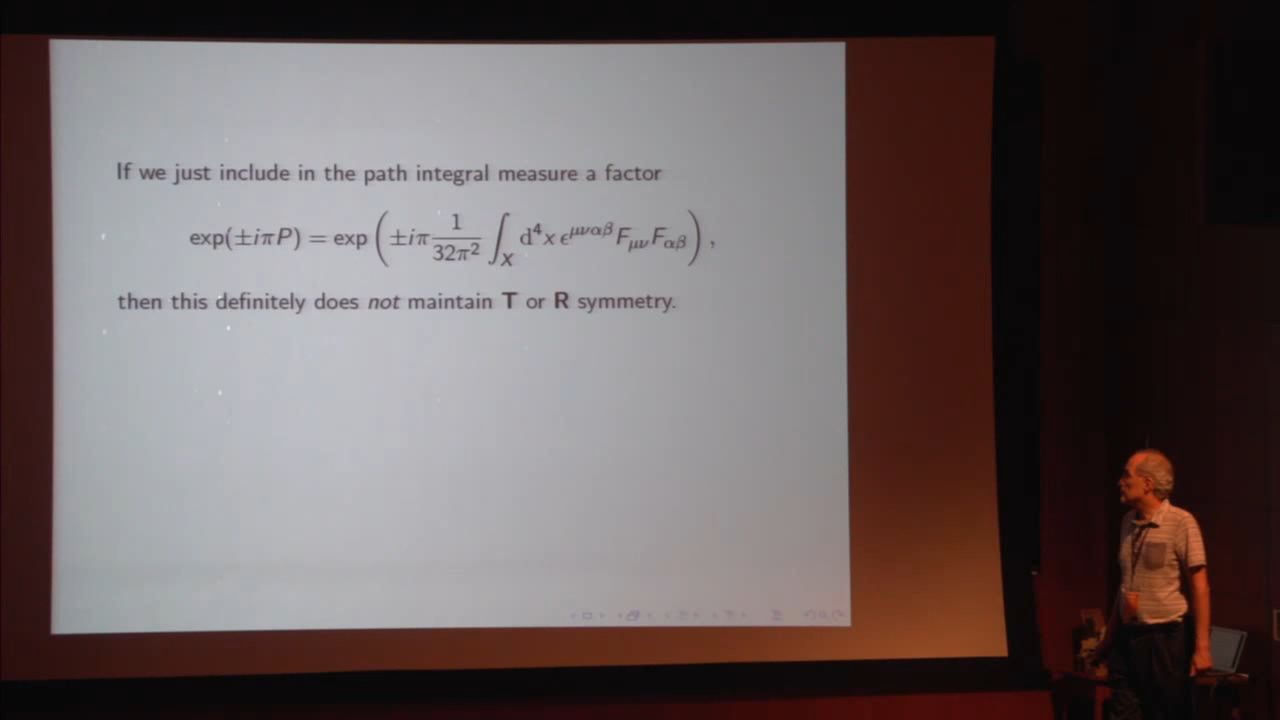 If we just include in the path integral measure a factor
exp(±iπP) = exp (±iπ 1/32π² ∫_X d⁴x ϵ^{μναβ} F_{μν} F_{αβ}) ,
then this definitely does not maintain T or R symmetry.